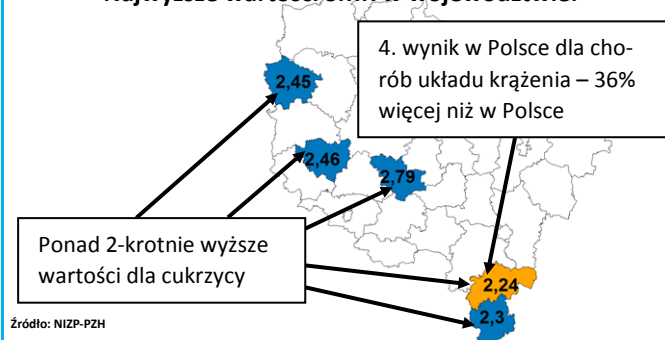 4. wynik w Polsce dla cho-
rób układu krążenia – 36%
więcej niż w Polsce
2,45
2,46
2,79
Ponad 2-krotnie wyższe
wartości dla cukrzycy
2,24
2,3
Źródło: NIZP-PZH